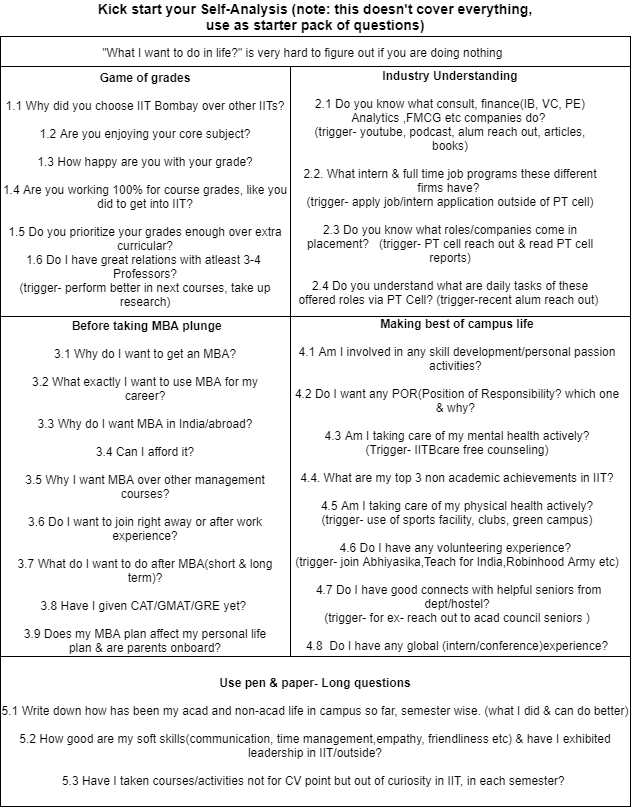 Kick start your Self-Analysis (note: this doesn't cover everything,
use as starter pack of questions)
"What I want to do in life?" is very hard to figure out if you are doing nothing
Game of grades
1.1 Why did you choose IIT Bombay over other IITs?
1.2 Are you enjoying your core subject?
1.3 How happy are you with your grade?
1.4 Are you working 100% for course grades, like you
did to get into IIT?
1.5 Do you prioritize your grades enough over extra
curricular?
1.6 Do I have great relations with atleast 3-4
Professors?
(trigger- perform better in next courses, take up
research)
Industry Understanding
2.1 Do you know what consult, finance(IB, VC, PE)
Analytics ,FMCG etc companies do?
(trigger- youtube, podcast, alum reach out, articles,
books)
2.2. What intern & full time job programs these different
firms have?
(trigger- apply job/intern application outside of PT cell)
2.3 Do you know what roles/companies come in
placement? (trigger- PT cell reach out & read PT cell
reports)
2.4 Do you understand what are daily tasks of these
offered roles via PT Cell? (trigger-recent alum reach out)
Before taking MBA plunge
3.1 Why do I want to get an MBA?
3.2 What exactly I want to use MBA for my
career?
3.3 Why do I want MBA in India/abroad?
3.4 Can I afford it?
3.5 Why I want MBA over other management
courses?
3.6 Do I want to join right away or after work
experience?
3.7 What do I want to do after MBA(short & long
term)?
3.8 Have I given CAT/GMAT/GRE yet?
3.9 Does my MBA plan affect my personal life
plan & are parents onboard?
Making best of campus life
4.1 Am I involved in any skill development/personal passion
activities?
4.2 Do I want any POR(Position of Responsibility? which one
& why?
4.3 Am I taking care of my mental health actively?
(Trigger- IITBcare free counseling)
4.4. What are my top 3 non academic achievements in IIT?
4.5 Am I taking care of my physical health actively?
(trigger- use of sports facility, clubs, green campus)
4.6 Do I have any volunteering experience?
(trigger- join Abhiyasika,Teach for India,Robinhood Army etc)
4.7 Do I have good connects with helpful seniors from
dept/hostel?
(trigger- for ex- reach out to acad council seniors )
4.8 Do I have any global (intern/conference)experience?
Use pen & paper- Long questions
5.1 Write down how has been my acad and non-acad life in campus so far, semester wise. (what I did & can do better)
5.2 How good are my soft skills(communication, time management,empathy, friendliness etc) & have I exhibited
leadership in IIT/outside?
5.3 Have I taken courses/activities not for CV point but out of curiosity in IIT, in each semester?